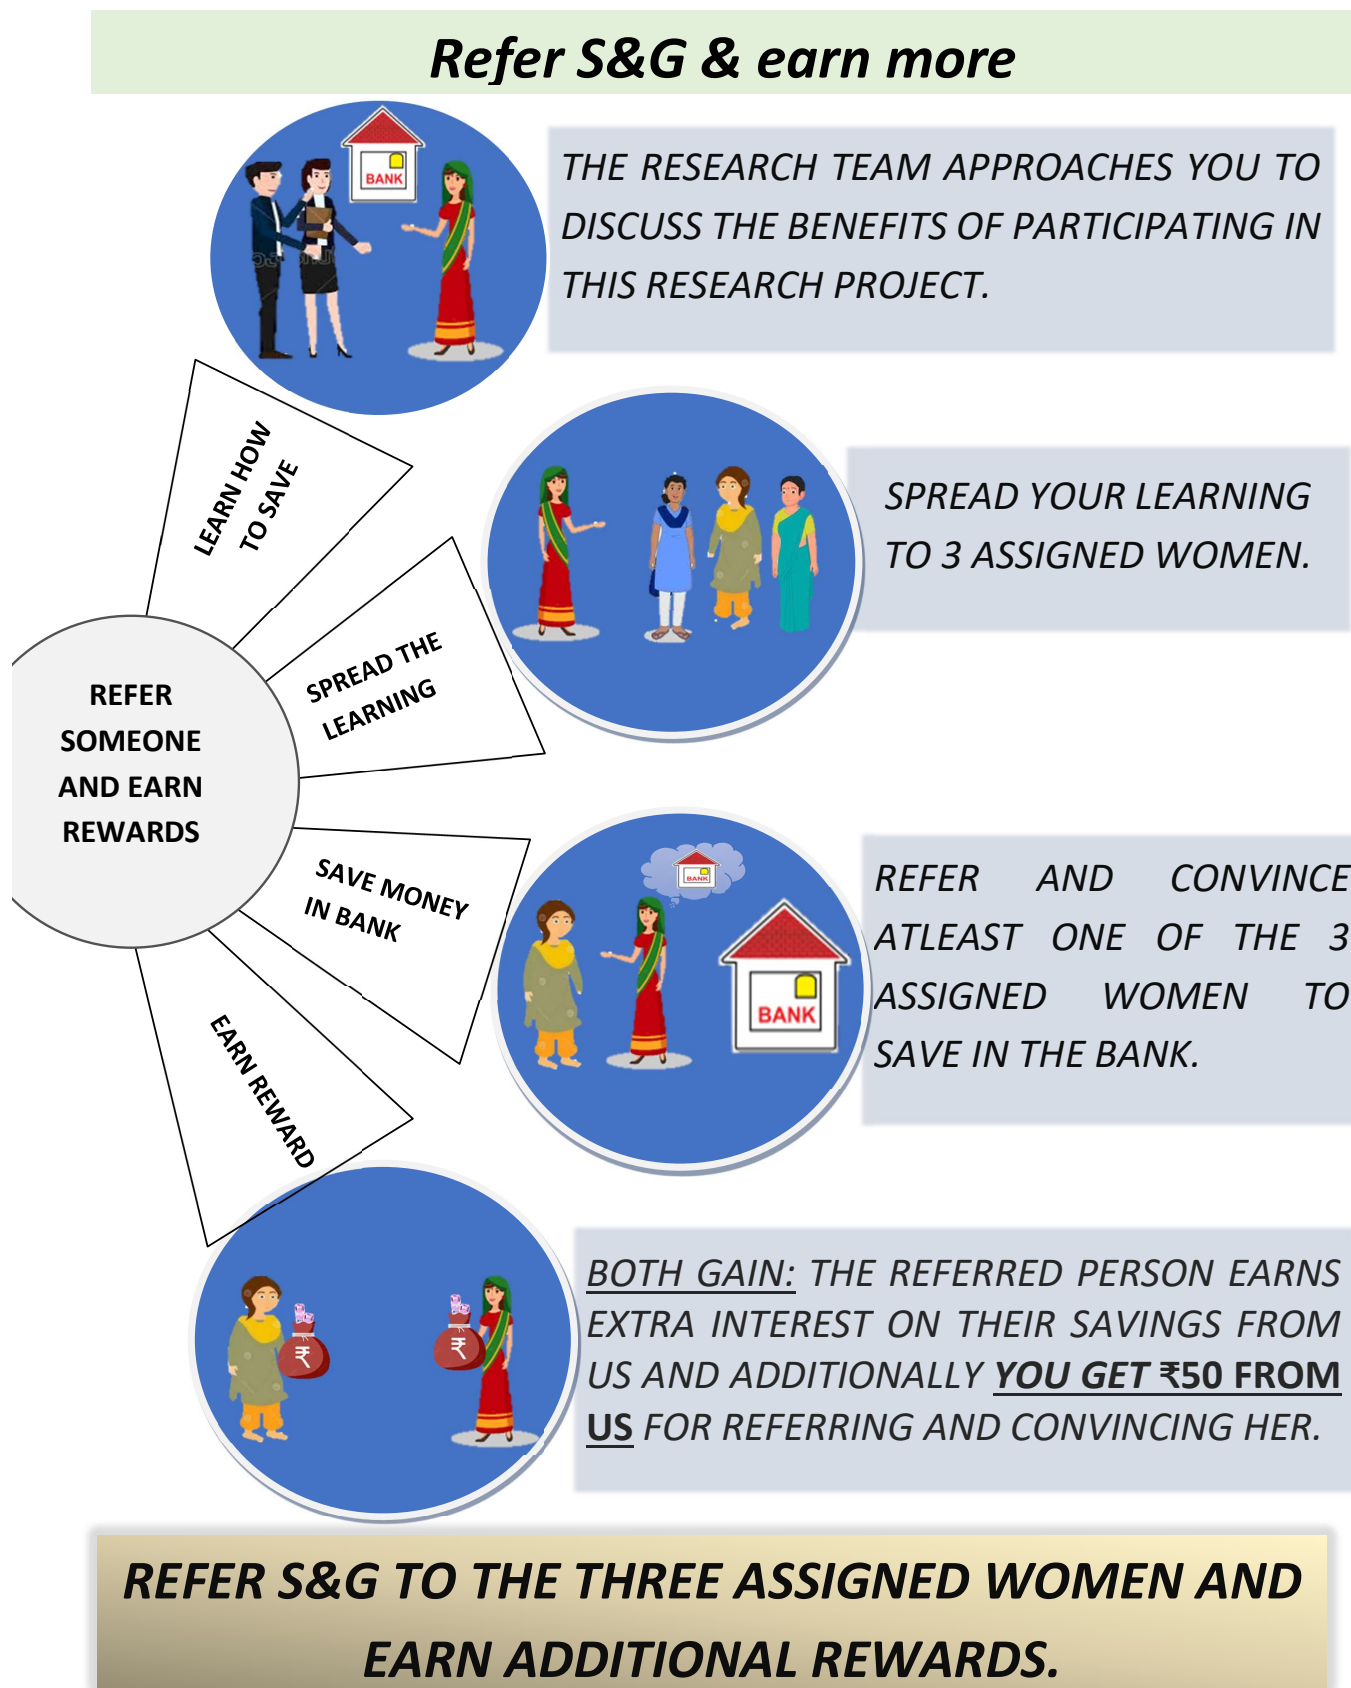 Refer S&G & earn more
BANK
THE RESEARCH TEAM APPROACHES YOU TO
DISCUSS THE BENEFITS OF PARTICIPATING IN
THIS RESEARCH PROJECT.
LEARN HOW
TO SAVE
SPREAD YOUR LEARNING
TO 3 ASSIGNED WOMEN.
SPREAD THE
LEARNING
REFER
SOMEONE
AND EARN
REWARDS
SAVE MONEY
IN BANK
BANK
BANK
REFER AND CONVINCE
ATLEAST ONE OF THE 3
ASSIGNED WOMEN TO
SAVE IN THE BANK.
EARN REWARD
₹
₹
BOTH GAIN: THE REFERRED PERSON EARNS
EXTRA INTEREST ON THEIR SAVINGS FROM
US AND ADDITIONALLY YOU GET ₹50 FROM
US FOR REFERRING AND CONVINCING HER.
REFER S&G TO THE THREE ASSIGNED WOMEN AND
EARN ADDITIONAL REWARDS.